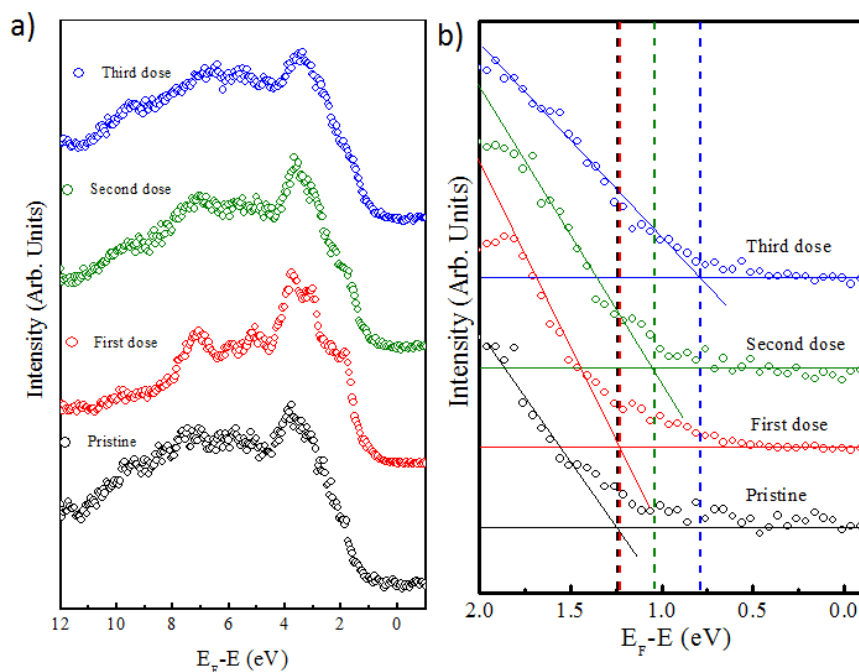 a)
Intensity (Arb. Units)
Third dose
Second dose
First dose
Pristine
12 10 8 6 4 2 0
E_F-E (eV)
b)
Intensity (Arb. Units)
Third dose
Second dose
First dose
Pristine
2.0 1.5 1.0 0.5 0.0
E_F-E (eV)